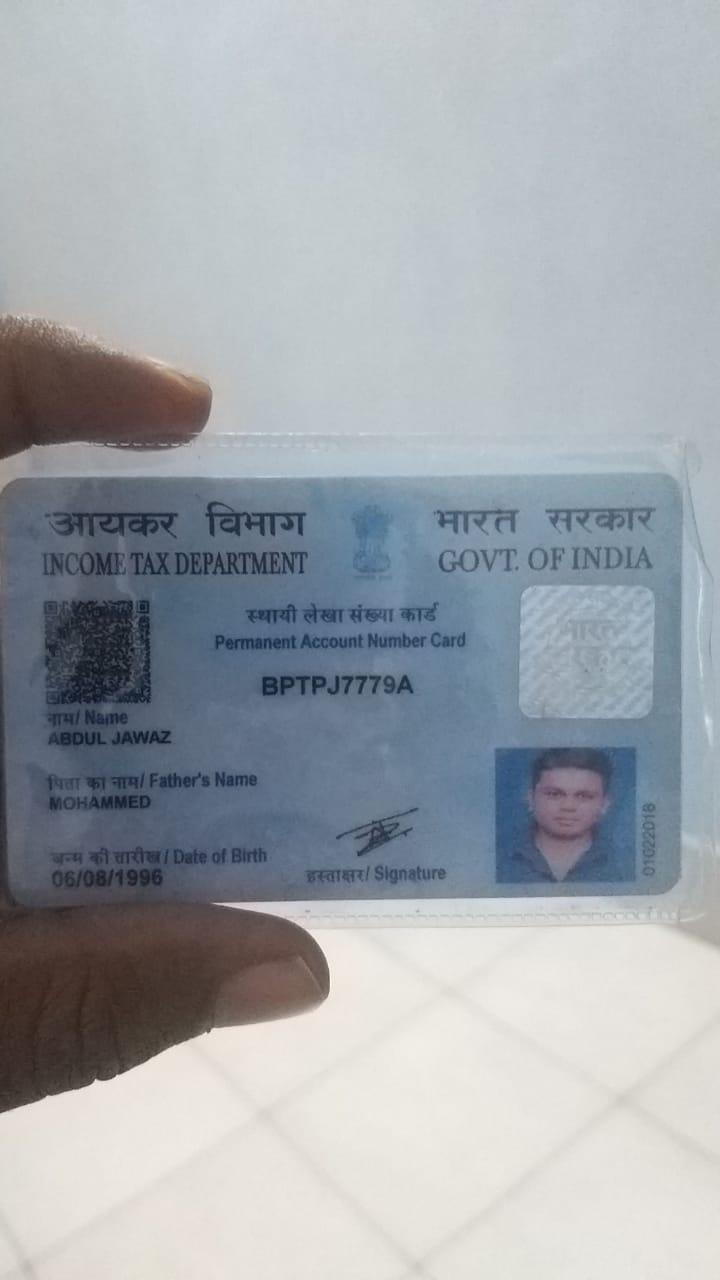 आयकर विभाग
INCOME TAX DEPARTMENT
भारत सरकार
GOVT. OF INDIA
स्थायी लेखा संख्या कार्ड
Permanent Account Number Card
BPTPJ7779A
नाम/ Name
ABDUL JAWAZ
पिता का नाम/ Father's Name
MOHAMMED
जन्म की तारीख / Date of Birth
06/08/1996
हस्ताक्षर/ Signature
01022018